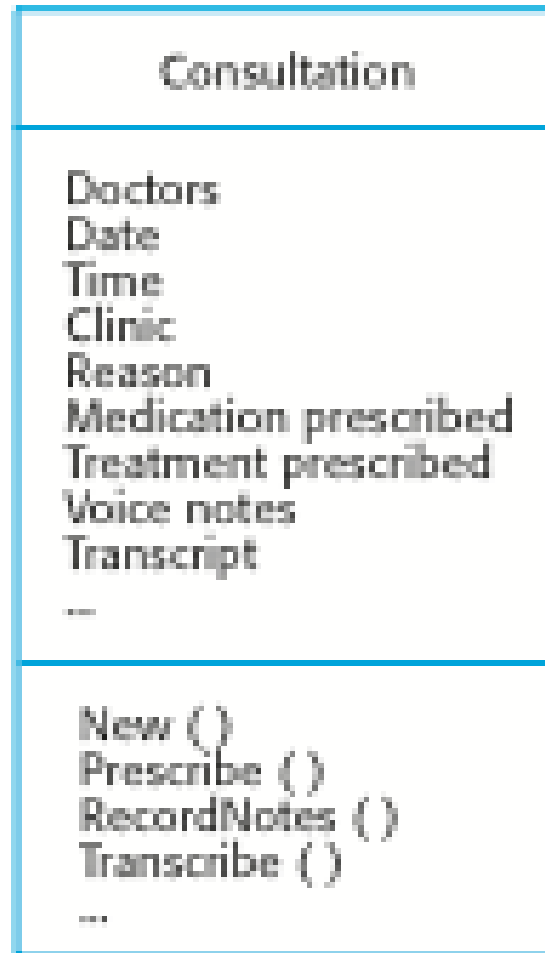 Consultation
Doctors
Date
Time
Clinic
Reason
Medication prescribed
Treatment prescribed
Voice notes
Transcript
...
New ( )
Prescribe ( )
RecordNotes ( )
Transcribe ( )
...